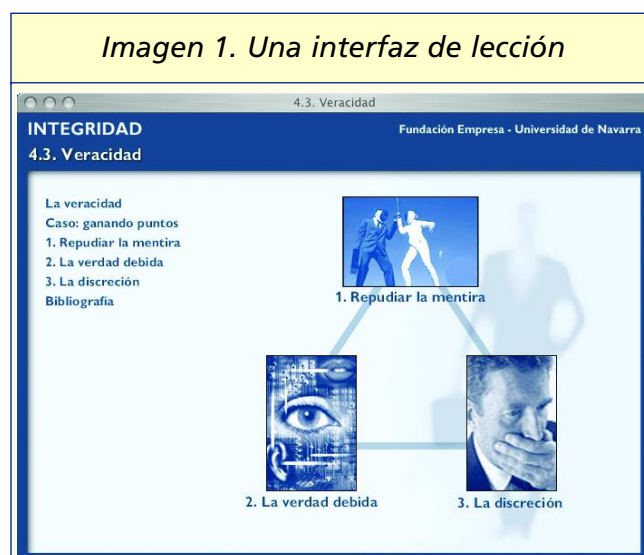 Imagen 1. Una interfaz de lección
4.3. Veracidad
INTEGRIDAD
Fundación Empresa - Universidad de Navarra
4.3. Veracidad
La veracidad
Caso: ganando puntos
1. Repudiar la mentira
2. La verdad debida
3. La discreción
Bibliografía
1. Repudiar la mentira
2. La verdad debida
3. La discreción